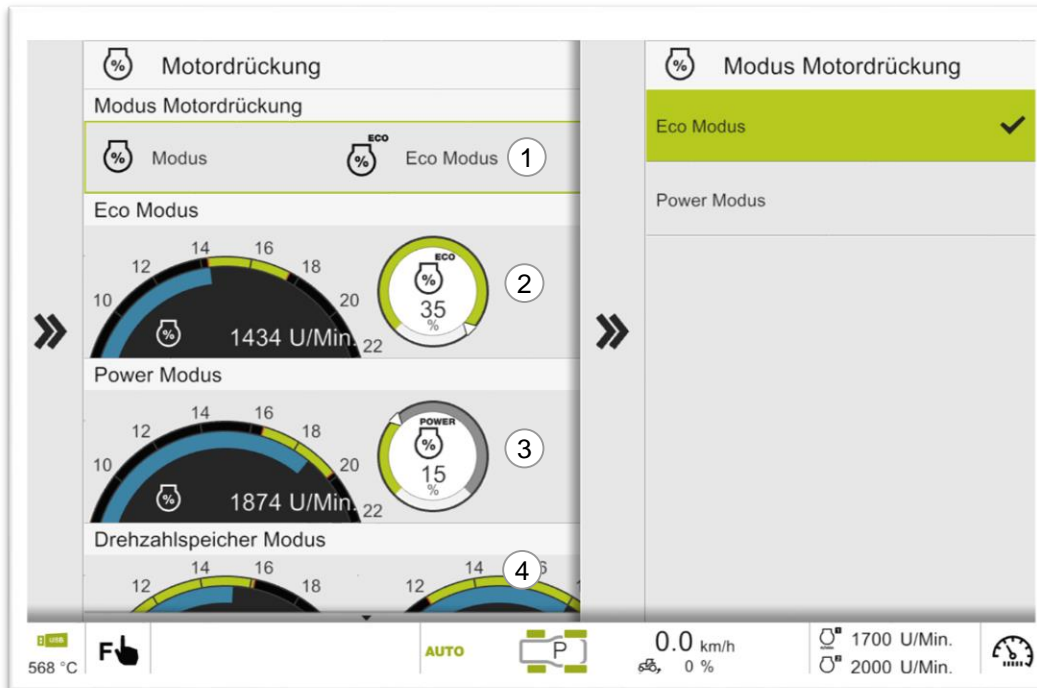 % Motordrückung
Modus Motordrückung
% Modus % ECO Eco Modus 1
Eco Modus
10 12 14 16 18 20 22
% 1434 U/Min.
ECO % 35 % 2
Power Modus
10 12 14 16 18 20 22
% 1874 U/Min.
POWER % 15 % 3
Drehzahlspeicher Modus
12 14 16 18
12 14 4 6 1
% Modus Motordrückung
Eco Modus
Power Modus
USB
568 °C
F
AUTO
P
0.0 km/h
0 %
1700 U/Min.
2000 U/Min.